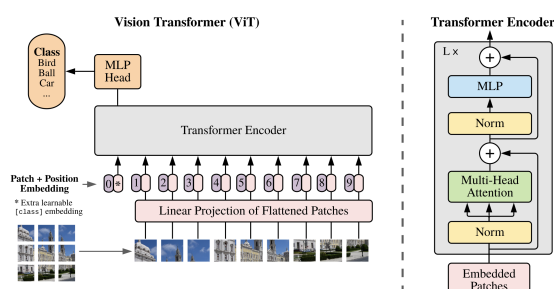 Vision Transformer (ViT)
Class
Bird
Ball
Car
...
MLP
Head
Transformer Encoder
Patch + Position
Embedding
* Extra learnable
[class] embedding
0 * 1 2 3 4 5 6 7 8 9
Linear Projection of Flattened Patches
Transformer Encoder
L x
+
MLP
Norm
+
Multi-Head
Attention
Norm
Embedded
Patches